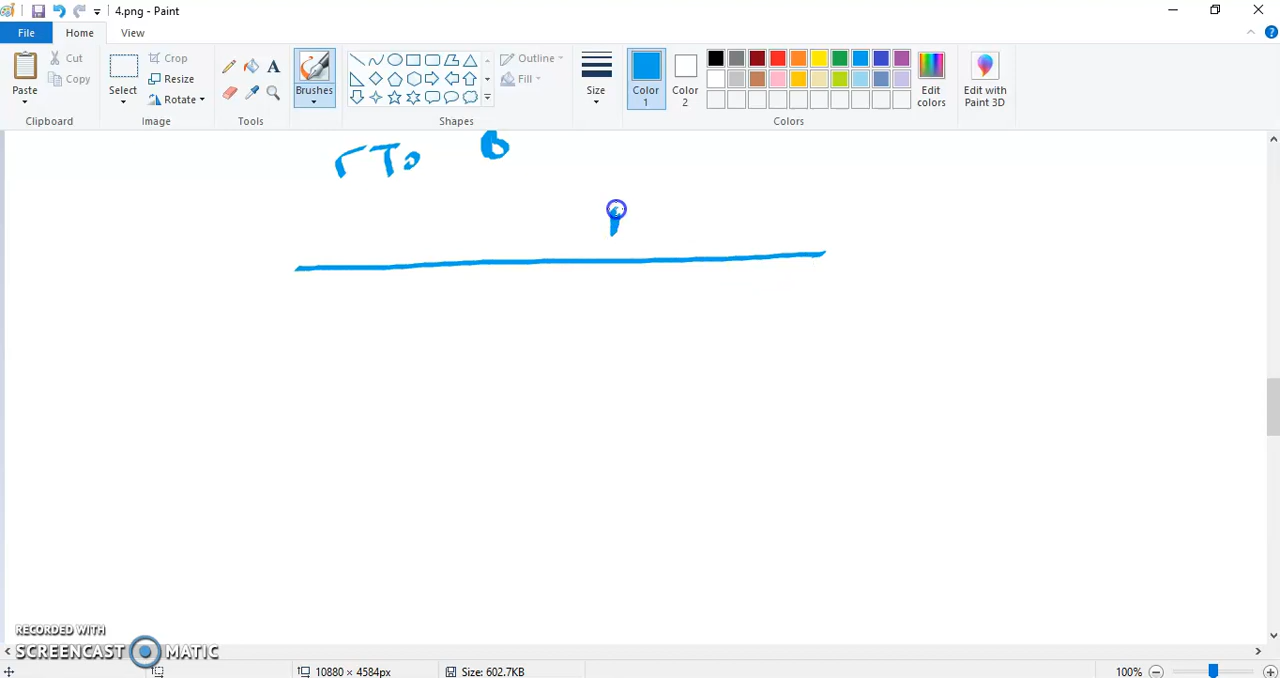 4.png - Paint
File Home View
Paste Cut Copy Clipboard
Select Crop Resize Rotate Image
A Tools
Brushes
Outline Fill Shapes
Size
Color 1 Color 2 Edit colors Colors
Edit with Paint 3D
RECORDED WITH
SCREENCAST MATIC
10880 × 4584px
Size: 602.7KB
100%